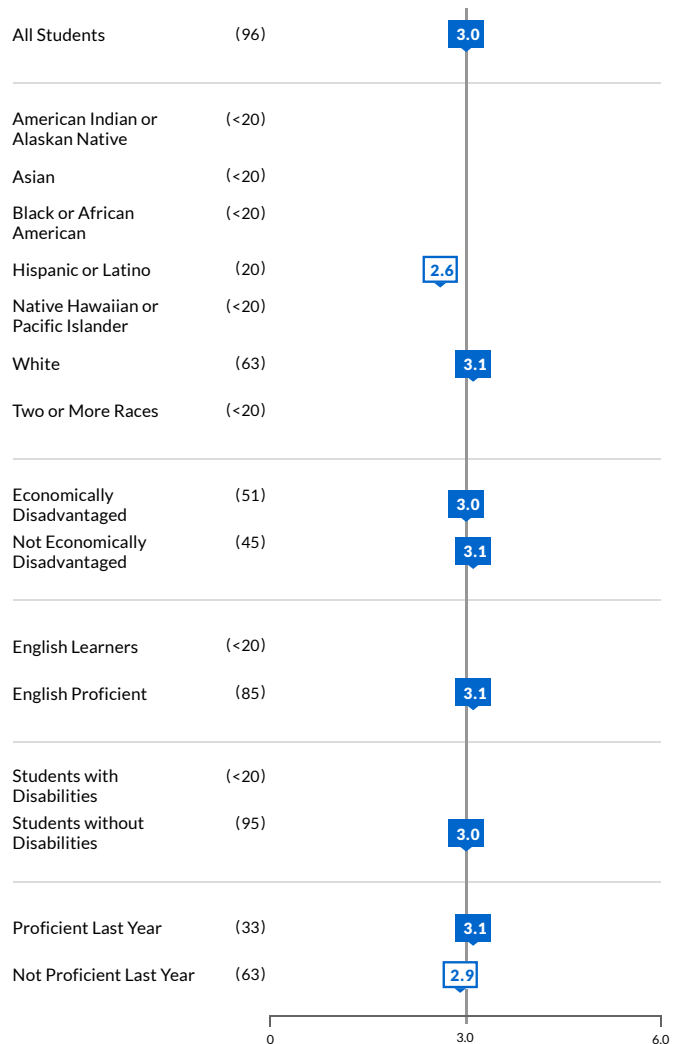 All Students (96) 3.0
American Indian or (<20)
Alaskan Native
Asian (<20)
Black or African (<20)
American
Hispanic or Latino (20) 2.6
Native Hawaiian or (<20)
Pacific Islander
White (63) 3.1
Two or More Races (<20)
Economically (51) 3.0
Disadvantaged
Not Economically (45) 3.1
Disadvantaged
English Learners (<20)
English Proficient (85) 3.1
Students with (<20)
Disabilities
Students without (95) 3.0
Disabilities
Proficient Last Year (33) 3.1
Not Proficient Last Year (63) 2.9
0 3.0 6.0